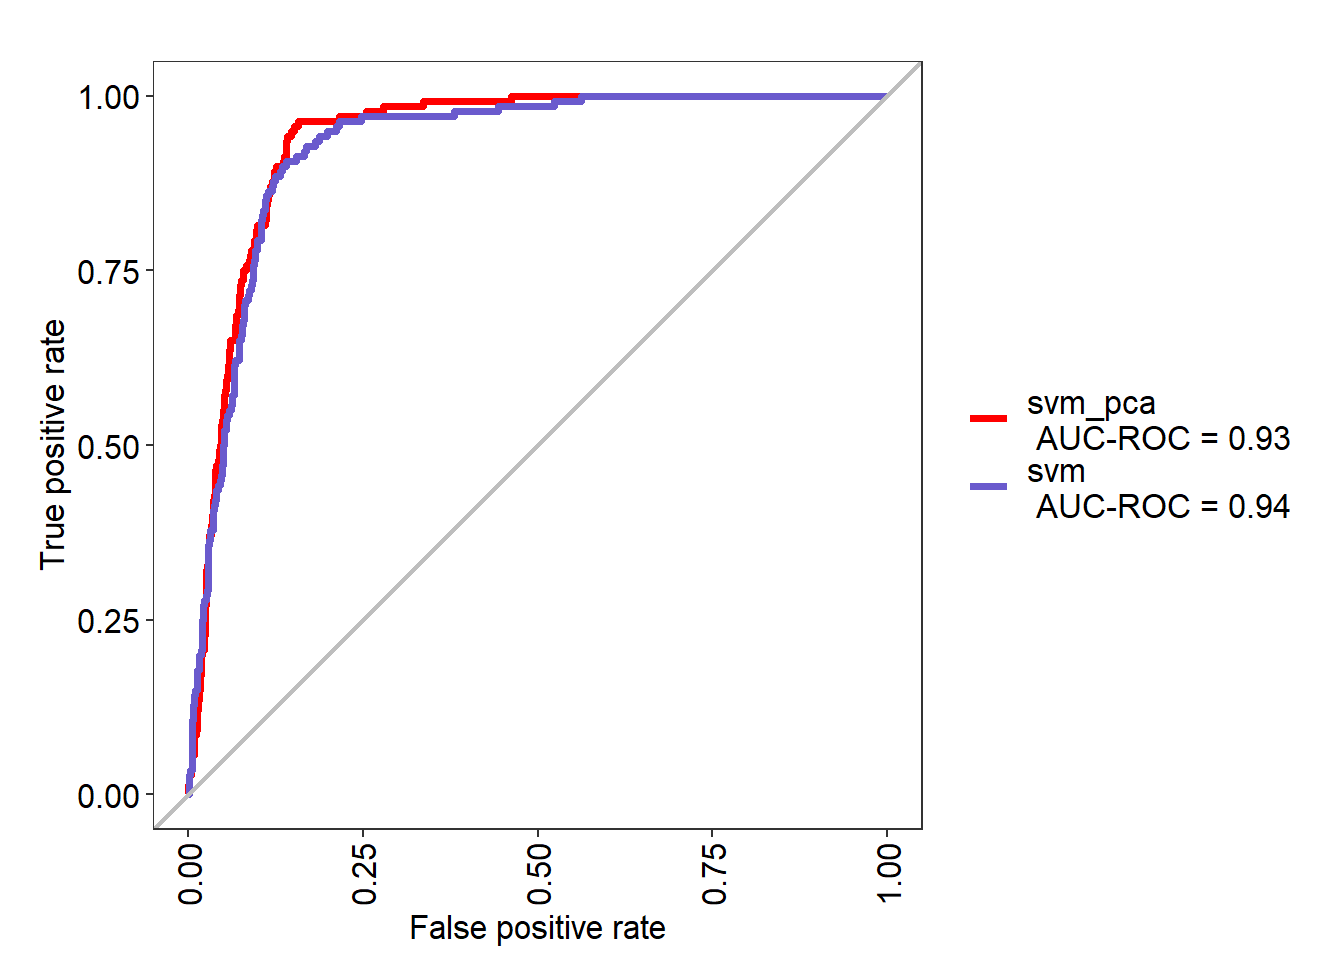 1.00
0.75
0.50
0.25
0.00
True positive rate
0.00
0.25
0.50
0.75
1.00
False positive rate
svm_pca
AUC-ROC = 0.93
svm
AUC-ROC = 0.94